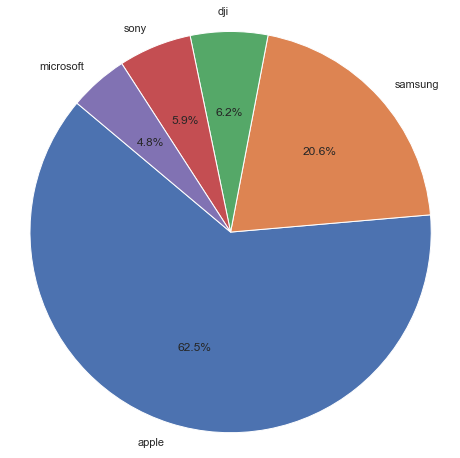 dji
sony
microsoft
samsung
6.2%
5.9%
4.8%
20.6%
62.5%
apple